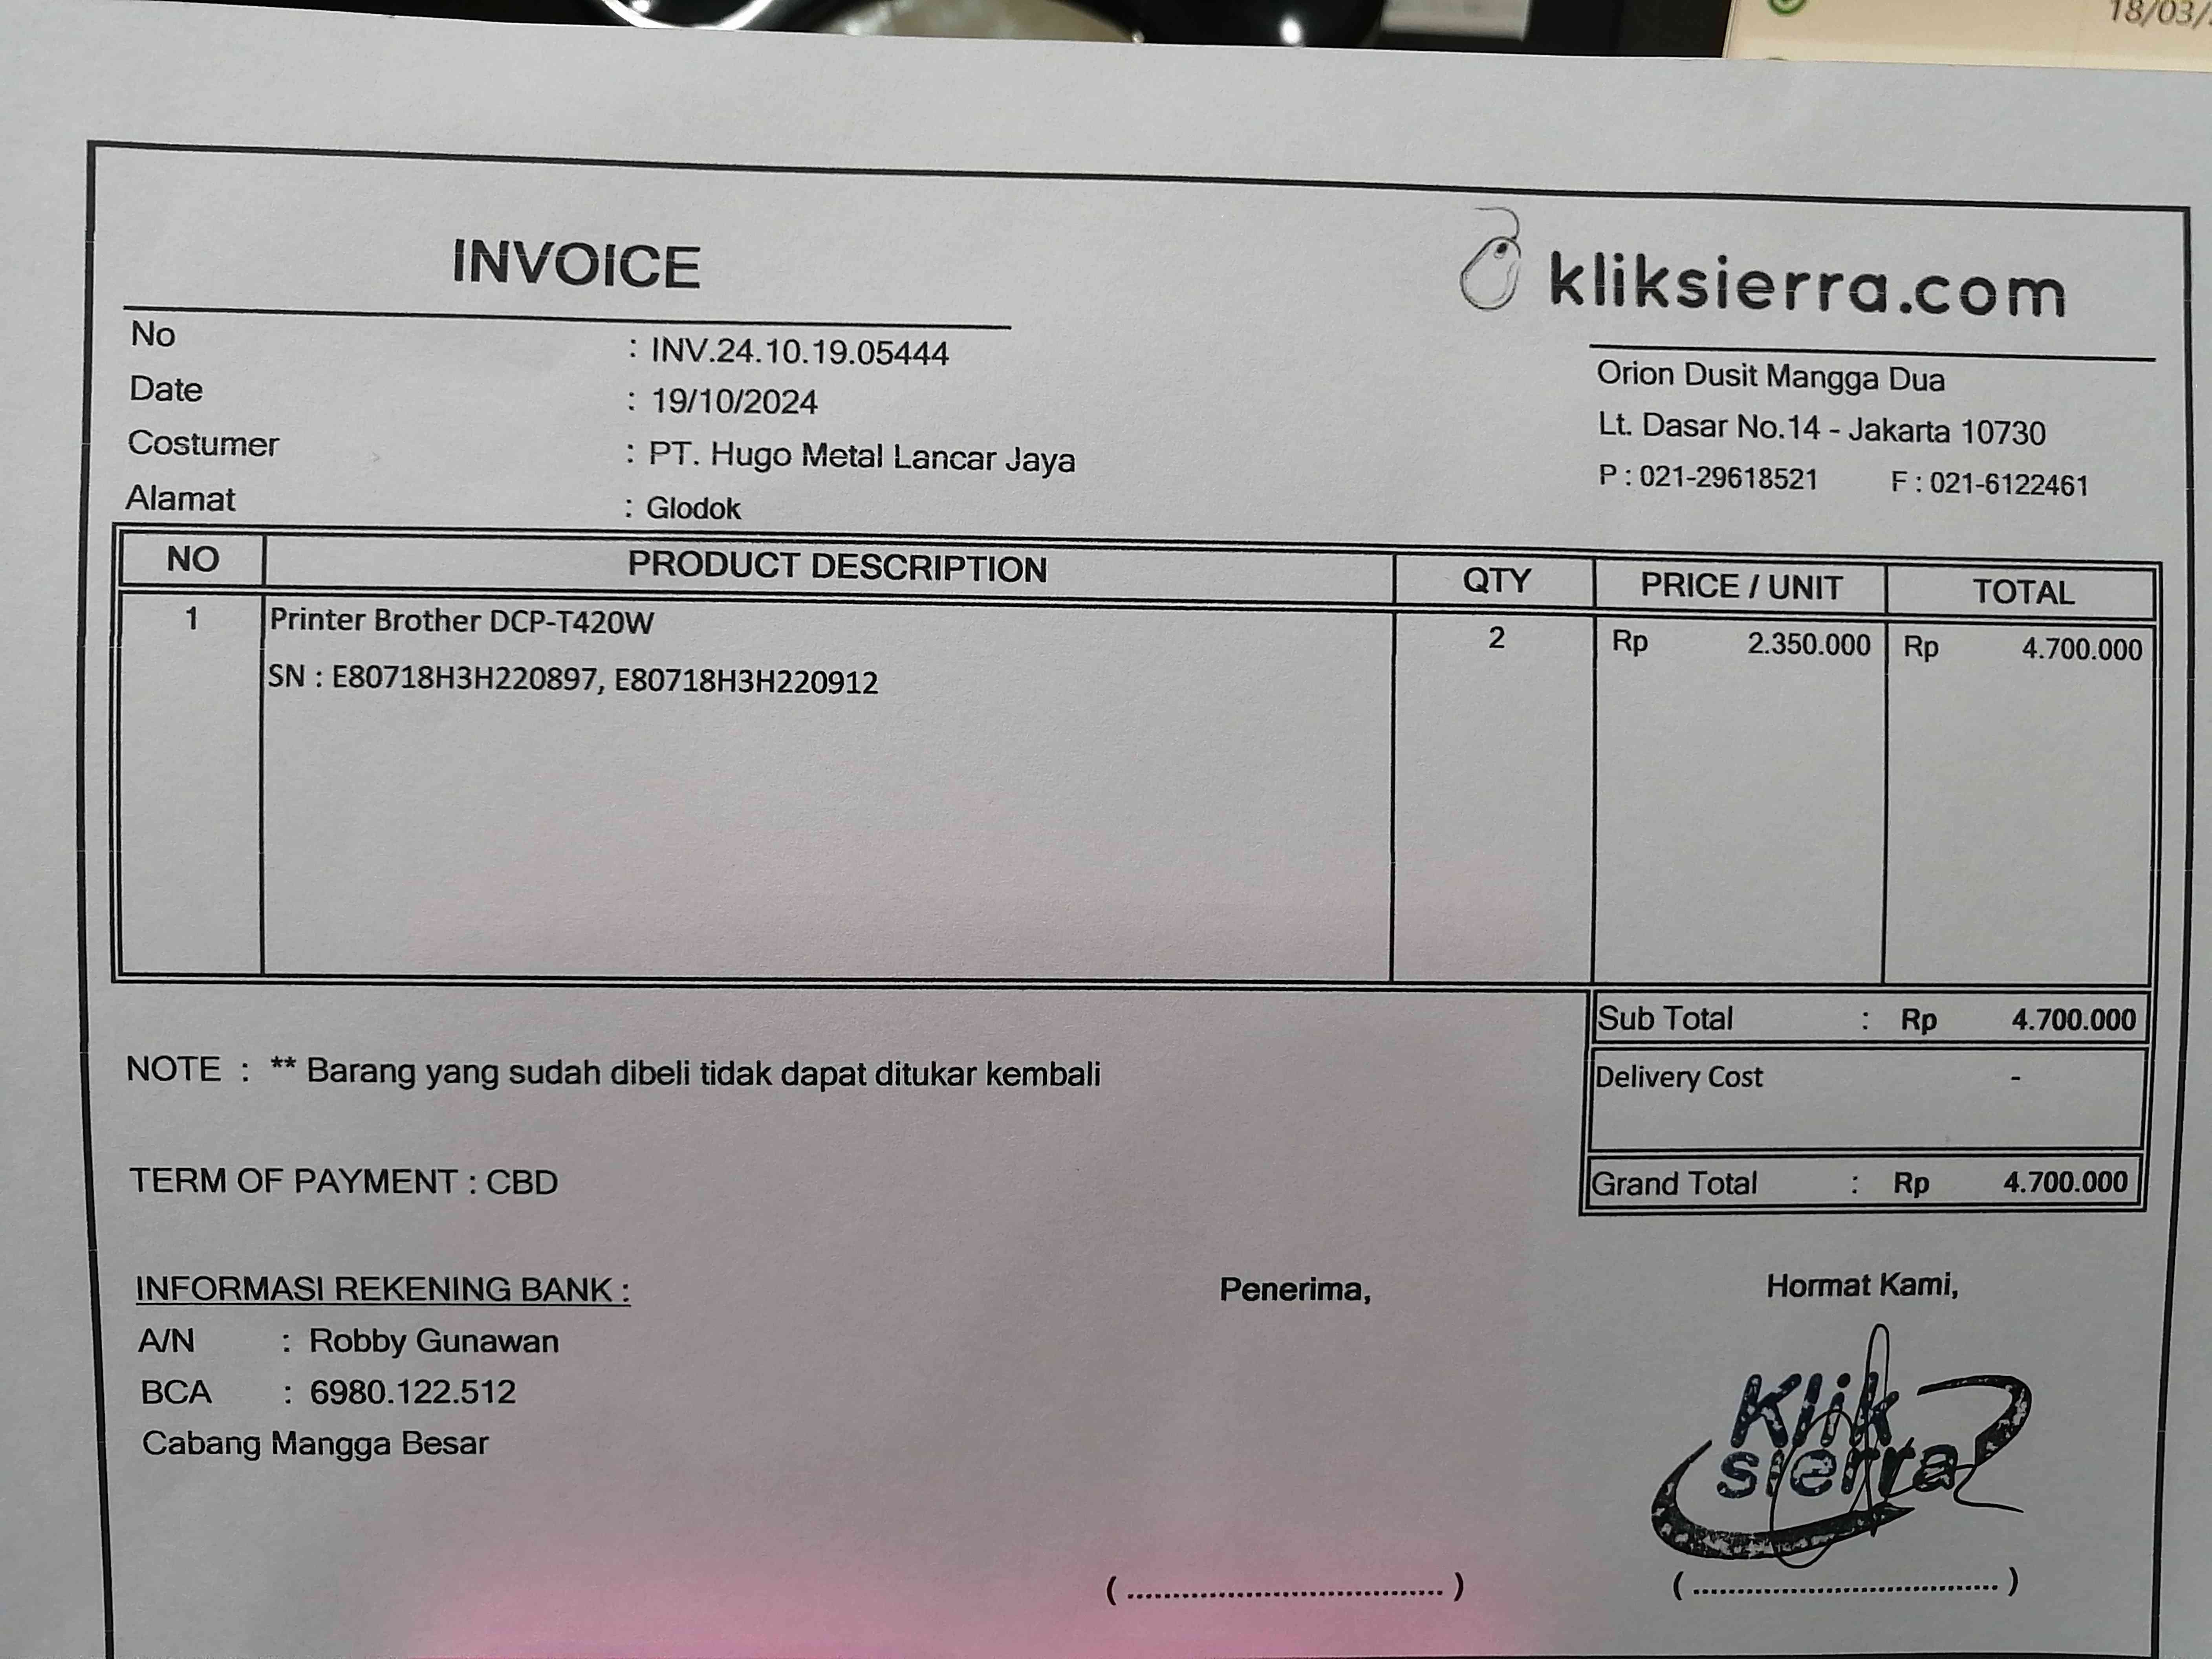 18/03/
INVOICE
kliksierra.com
No : INV.24.10.19.05444
Date : 19/10/2024
Costumer : PT. Hugo Metal Lancar Jaya
Alamat : Glodok
Orion Dusit Mangga Dua
Lt. Dasar No.14 - Jakarta 10730
P : 021-29618521 F : 021-6122461
NO PRODUCT DESCRIPTION QTY PRICE / UNIT TOTAL
1 Printer Brother DCP-T420W 2 Rp 2.350.000 Rp 4.700.000
SN : E80718H3H220897, E80718H3H220912
Sub Total : Rp 4.700.000
NOTE : ** Barang yang sudah dibeli tidak dapat ditukar kembali
Delivery Cost -
TERM OF PAYMENT : CBD
Grand Total : Rp 4.700.000
INFORMASI REKENING BANK :
A/N : Robby Gunawan
BCA : 6980.122.512
Cabang Mangga Besar
Penerima,
Hormat Kami,
Klik
sierra
( .................................. )
( .................................. )